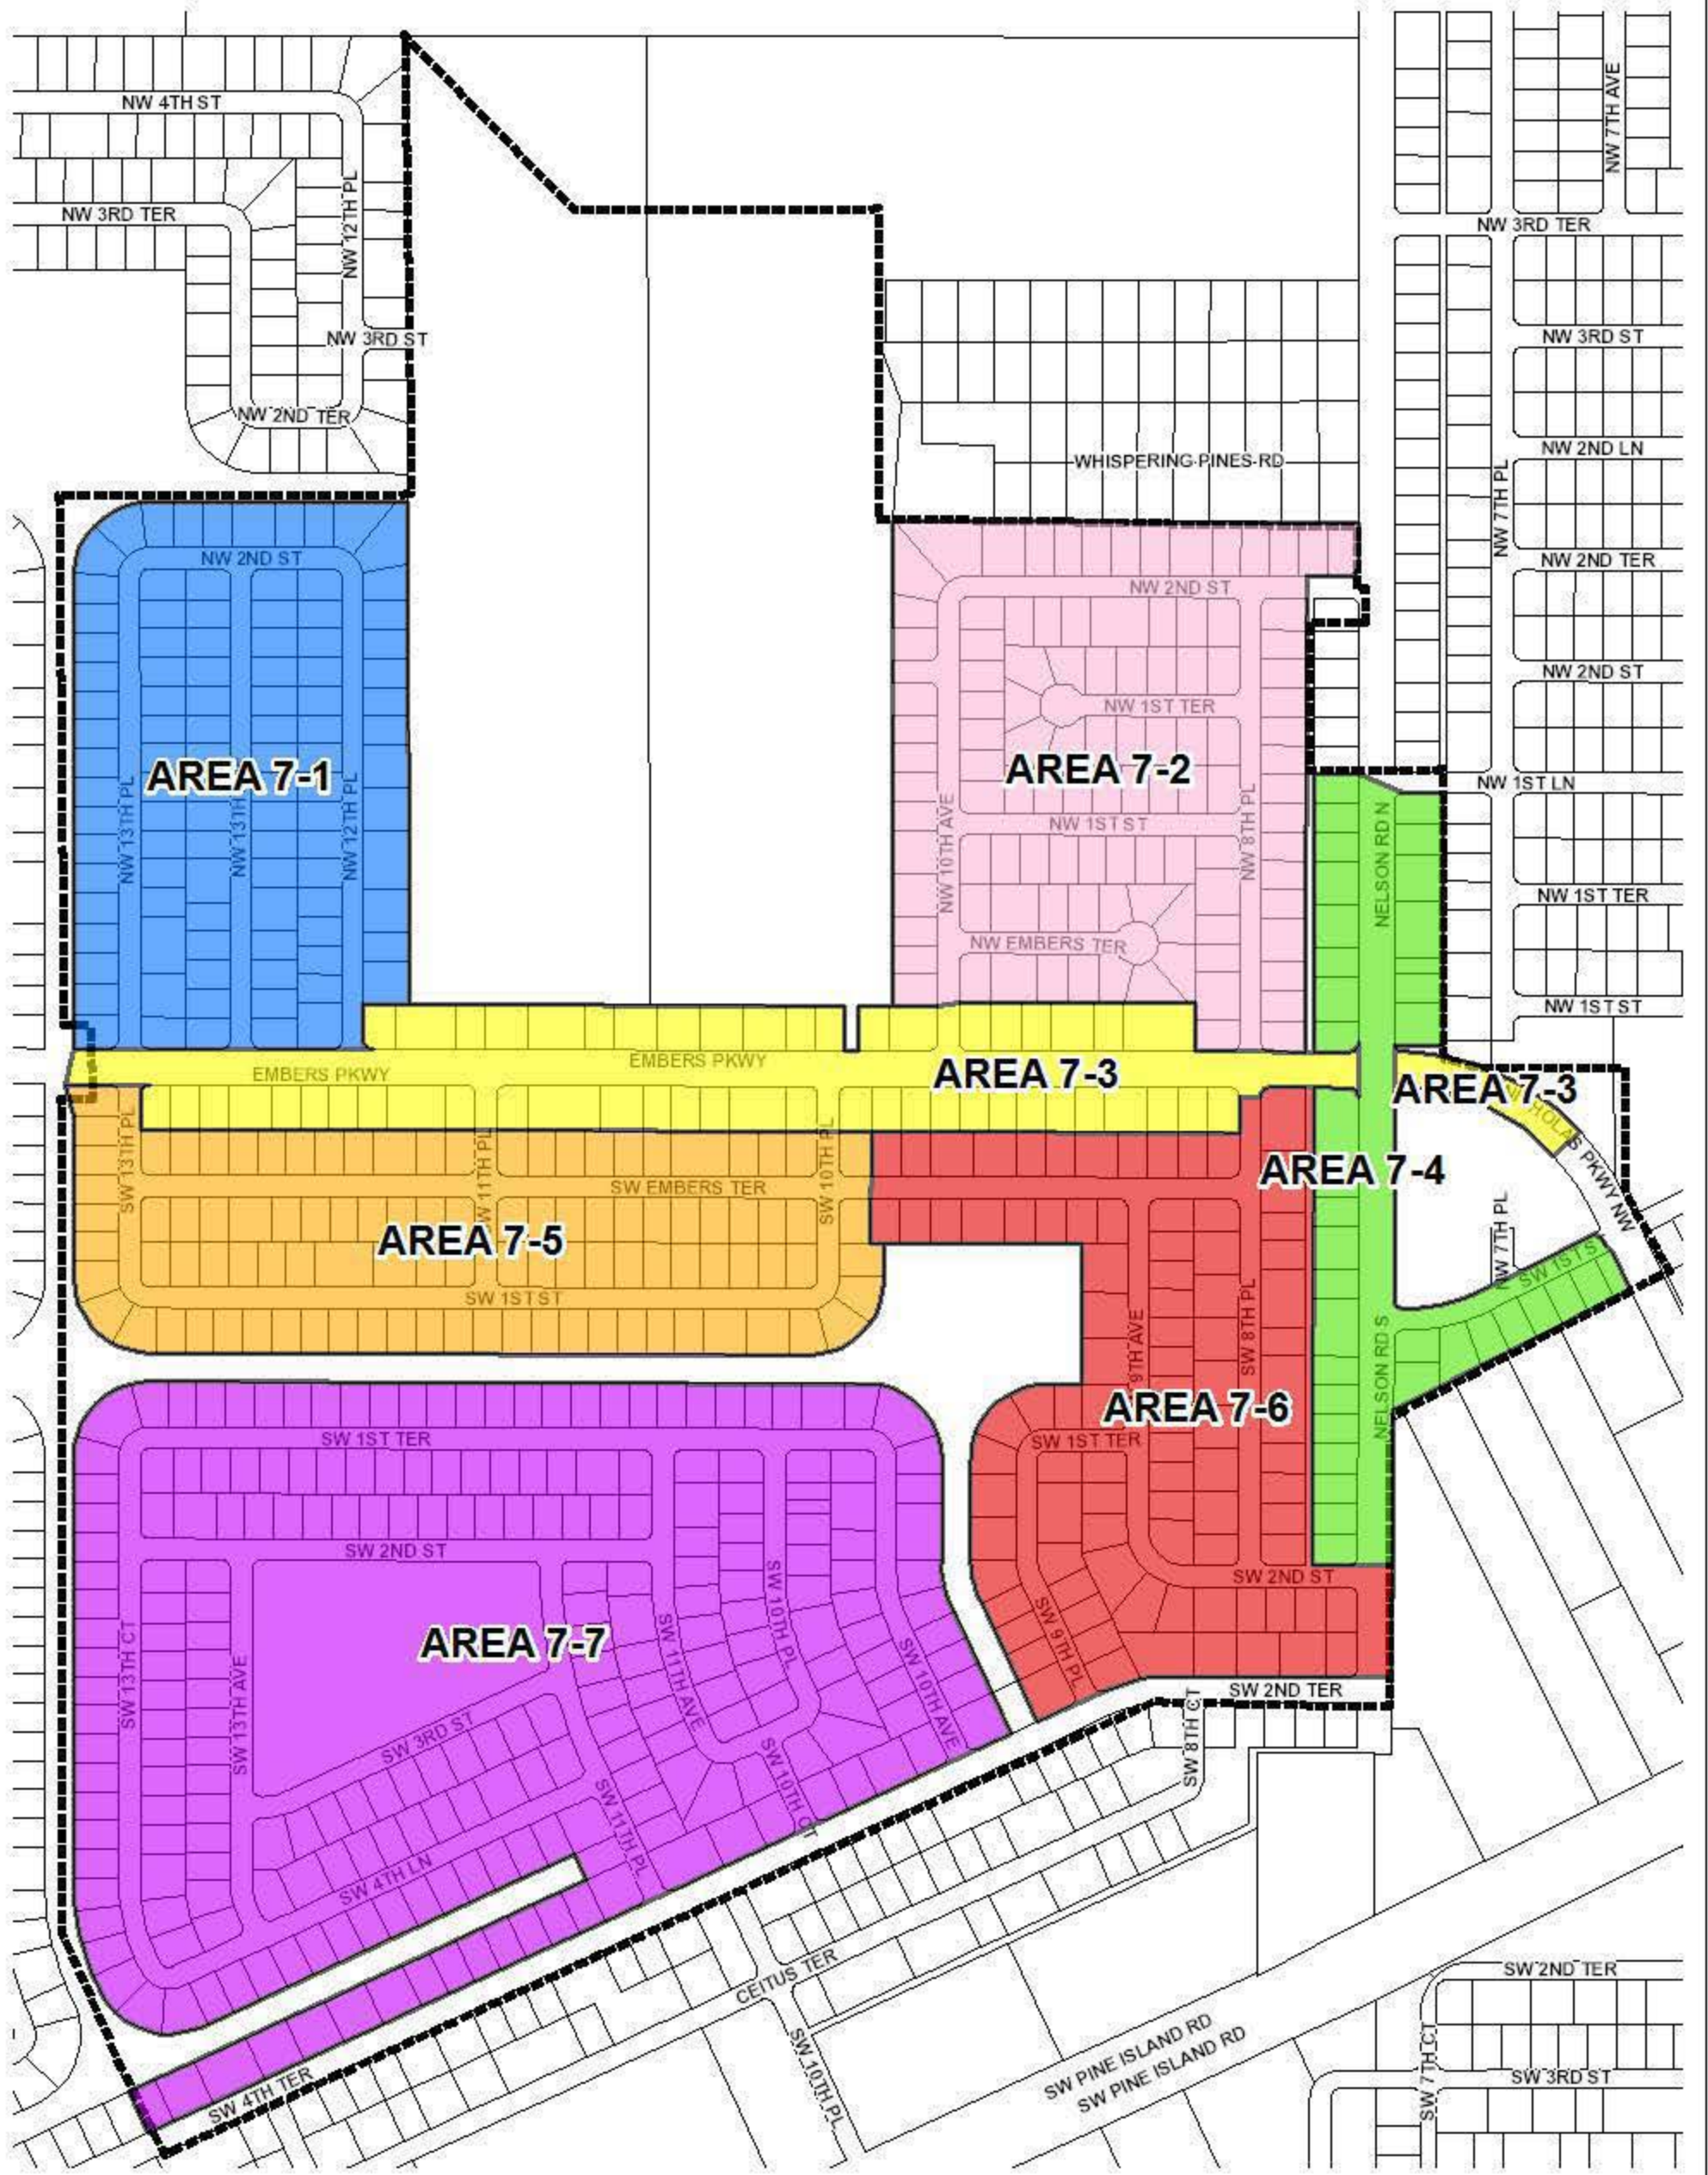 NW 4TH ST
NW 7TH AVE
NW 3RD TER
NW 12TH PL
NW 3RD TER
NW 3RD ST
NW 3RD ST
NW 2ND TER
NW 2ND LN
WHISPERING PINES RD
NW 7TH PL
NW 2ND ST
NW 2ND TER
NW 2ND ST
NW 2ND ST
NW 1ST TER
AREA 7-1
AREA 7-2
NW 1ST LN
NW 13TH PL
NW 13TH
NW 12TH PL
NW 10TH AVE
NW 1ST ST
NW 8TH PL
NELSON RD N
NW 1ST TER
NW EMBERS TER
NW 1ST ST
EMBERS PKWY
EMBERS PKWY
AREA 7-3
AREA 7-3
HOLAS PKWY NW
SW 13TH PL
SW 11TH PL
SW 10TH PL
AREA 7-4
SW EMBERS TER
NW 7TH PL
AREA 7-5
SW 1ST S
SW 1ST ST
9TH AVE
SW 8TH PL
NELSON RD S
AREA 7-6
SW 1ST TER
SW 1ST TER
SW 2ND ST
SW 2ND ST
SW 10TH PL
SW 9TH PL
AREA 7-7
SW 13TH CT
SW 13TH AVE
SW 11TH AVE
SW 10TH AVE
SW 2ND TER
SW 3RD ST
SW 8TH CT
SW 10TH CT
SW 11TH PL
SW 4TH LN
CEITUS TER
SW 2ND TER
SW 10TH PL
SW PINE ISLAND RD
SW PINE ISLAND RD
SW 7TH CT
SW 3RD ST
SW 4TH TER